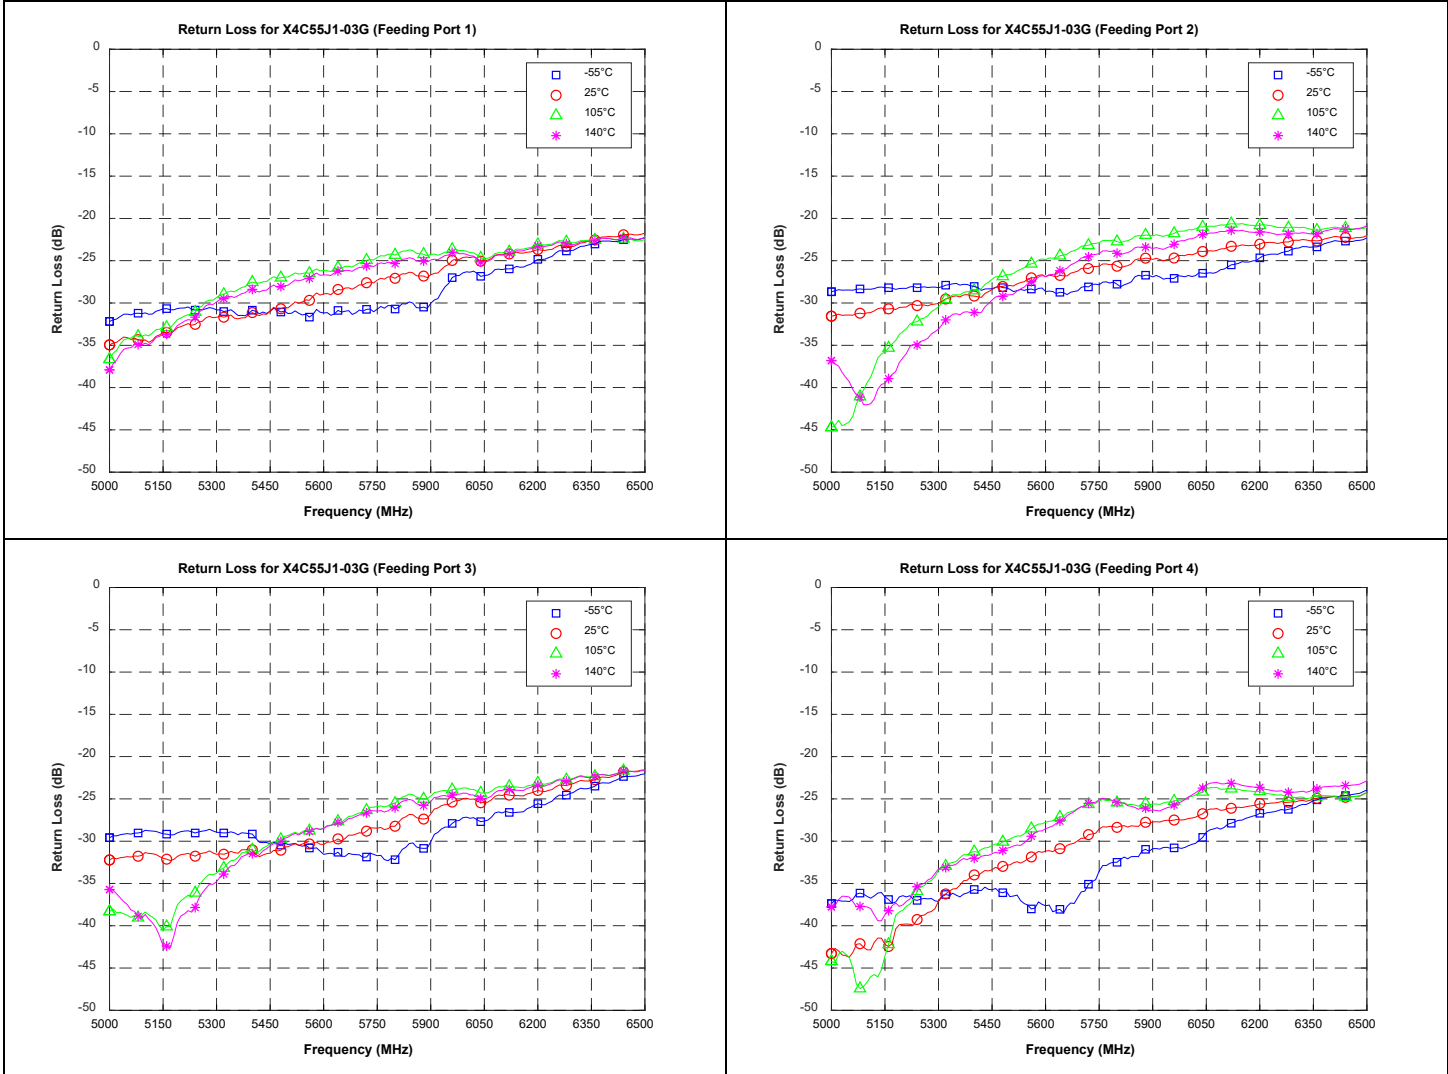 Return Loss for X4C55J1-03G (Feeding Port 1)
0
-5
-10
-15
-20
-25
-30
-35
-40
-45
-50
Return Loss (dB)
-55°C
25°C
105°C
140°C
5000 5150 5300 5450 5600 5750 5900 6050 6200 6350 6500
Frequency (MHz)
Return Loss for X4C55J1-03G (Feeding Port 2)
0
-5
-10
-15
-20
-25
-30
-35
-40
-45
-50
Return Loss (dB)
-55°C
25°C
105°C
140°C
5000 5150 5300 5450 5600 5750 5900 6050 6200 6350 6500
Frequency (MHz)
Return Loss for X4C55J1-03G (Feeding Port 3)
0
-5
-10
-15
-20
-25
-30
-35
-40
-45
-50
Return Loss (dB)
-55°C
25°C
105°C
140°C
5000 5150 5300 5450 5600 5750 5900 6050 6200 6350 6500
Frequency (MHz)
Return Loss for X4C55J1-03G (Feeding Port 4)
0
-5
-10
-15
-20
-25
-30
-35
-40
-45
-50
Return Loss (dB)
-55°C
25°C
105°C
140°C
5000 5150 5300 5450 5600 5750 5900 6050 6200 6350 6500
Frequency (MHz)